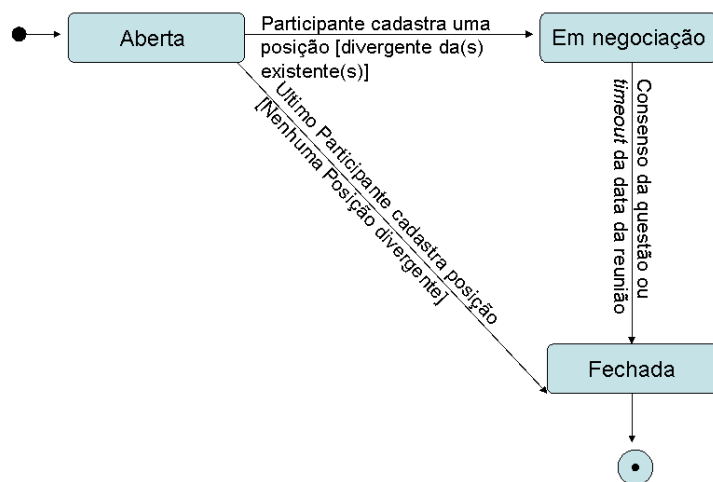 Aberta
Participante cadastra uma
posição [divergente da(s)
existente(s)]
Em negociação
Ultimo Participante cadastra posição
[Nenhuma Posição divergente]
Consenso da questão ou
timeout da data da reunião
Fechada